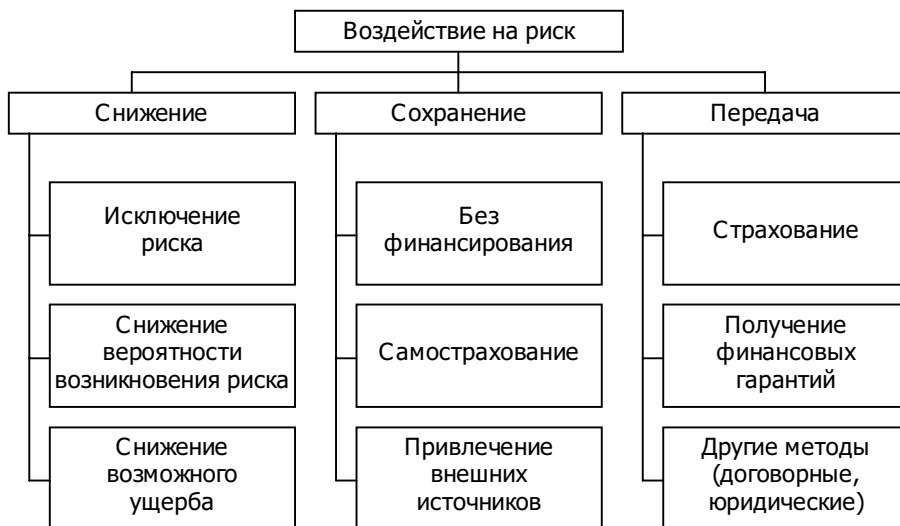 Воздействие на риск
Снижение
Исключение
риска
Снижение
вероятности
возникновения риска
Снижение
возможного
ущерба
Сохранение
Без
финансирования
Самострахование
Привлечение
внешних
источников
Передача
Страхование
Получение
финансовых
гарантий
Другие методы
(договорные,
юридические)